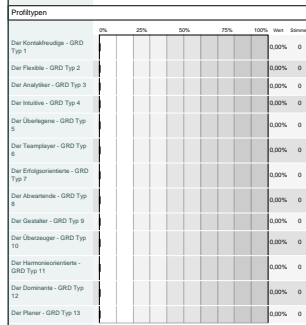 Profiltypen
0% 25% 50% 75% 100% Wert Stimme
Der Kontakfreudige - GRD
Typ 1
0,00% 0
Der Flexible - GRD Typ 2 0,00% 0
Der Analytiker - GRD Typ 3 0,00% 0
Der Intuitive - GRD Typ 4 0,00% 0
Der Überlegene - GRD Typ
5
0,00% 0
Der Teamplayer - GRD Typ
6
0,00% 0
Der Erfolgsorientierte - GRD
Typ 7
0,00% 0
Der Abwartende - GRD Typ
8
0,00% 0
Der Gestalter - GRD Typ 9 0,00% 0
Der Überzeuger - GRD Typ
10
0,00% 0
Der Harmonieorientierte -
GRD Typ 11
0,00% 0
Der Dominante - GRD Typ
12
0,00% 0
Der Planer - GRD Typ 13 0,00% 0